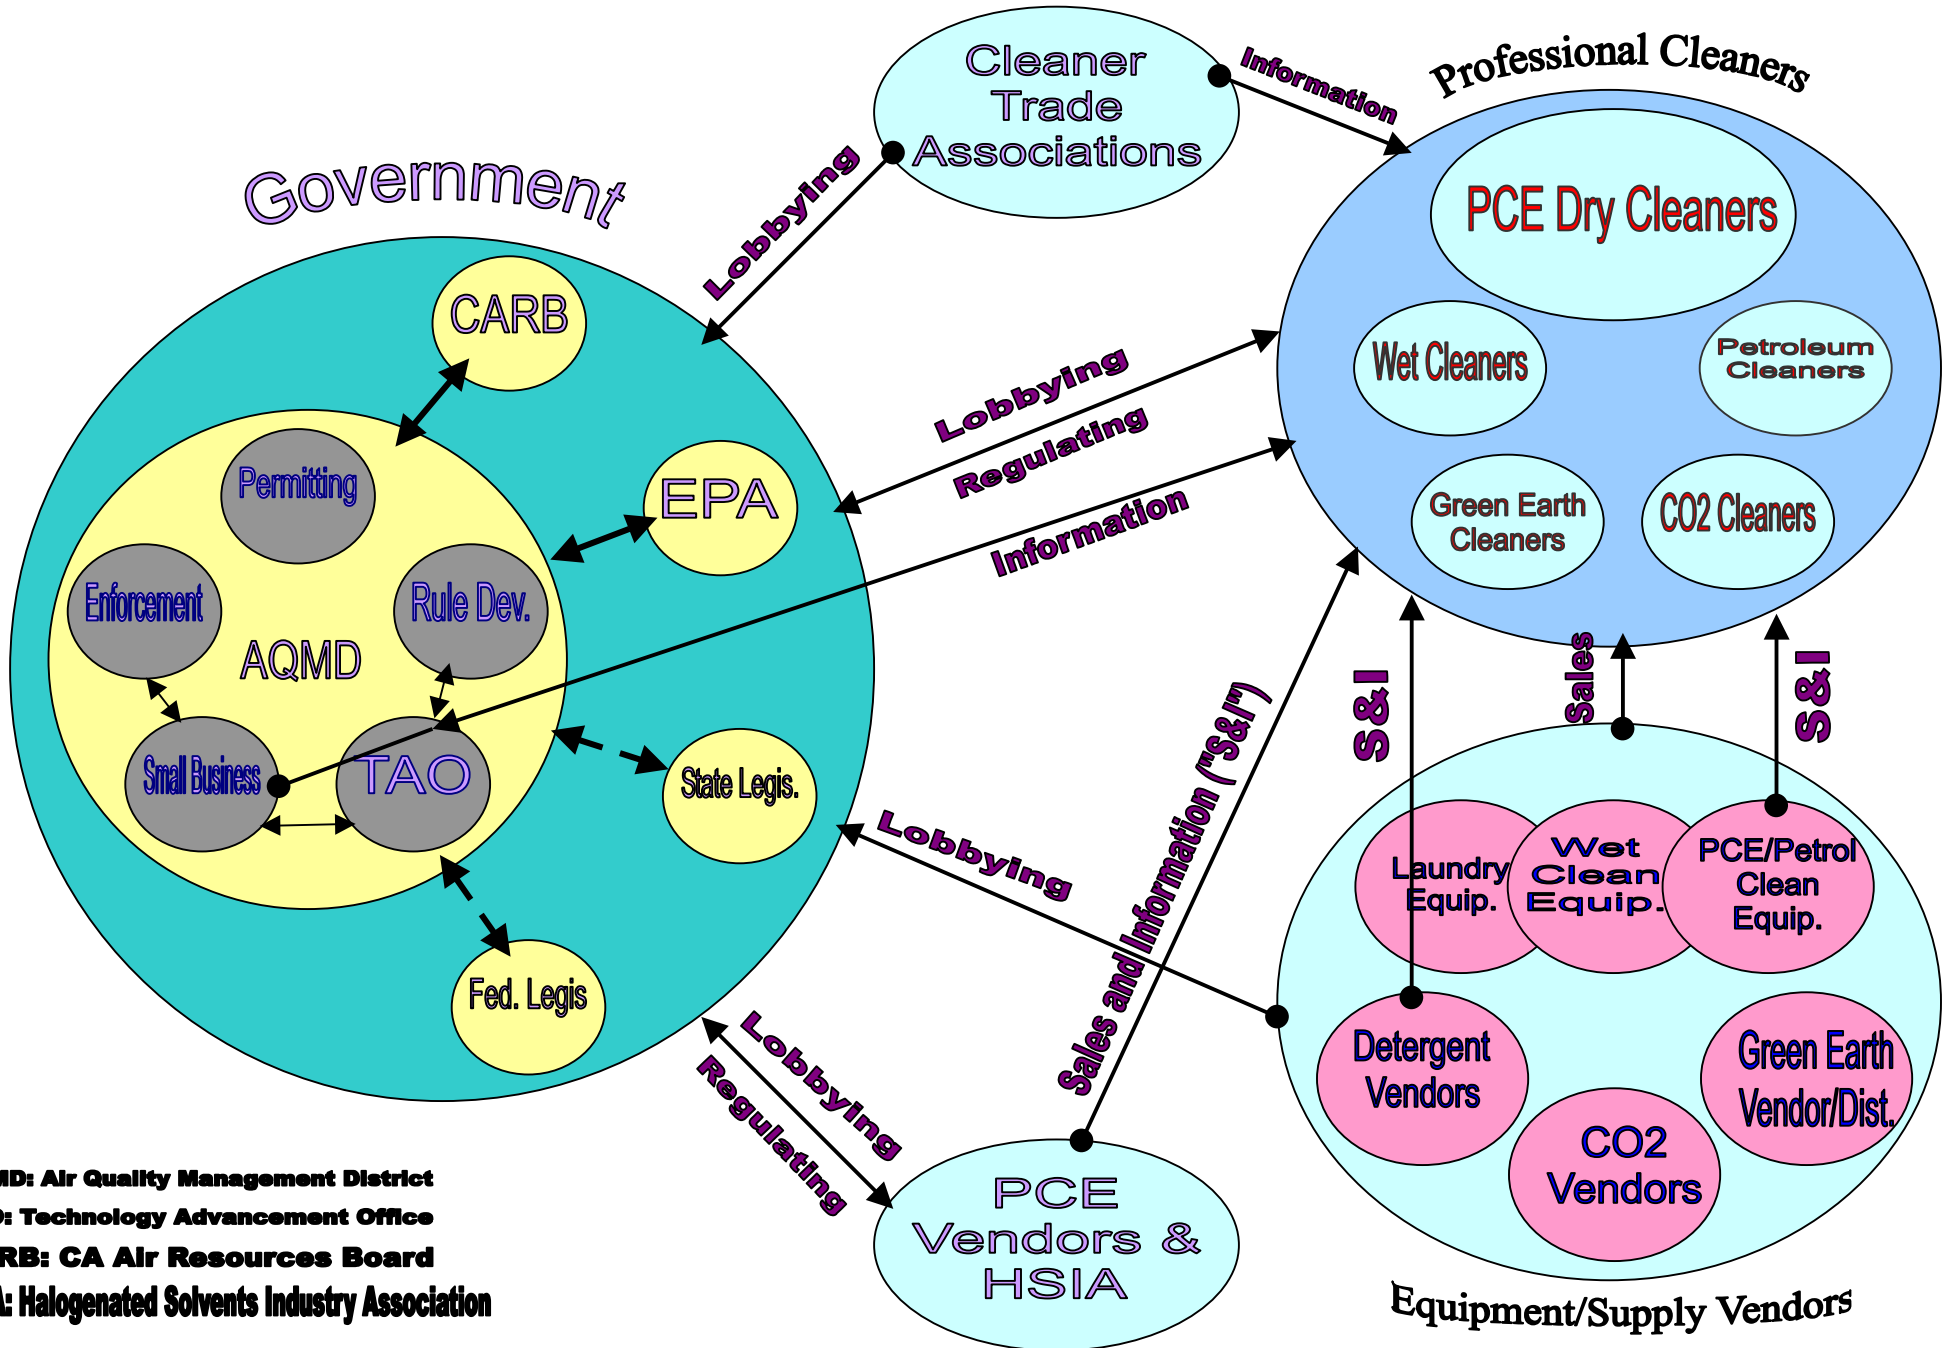 Cleaner
Trade
Associations
Information
Professional Cleaners
PCE Dry Cleaners
Wet Cleaners
Petroleum
Cleaners
Green Earth
Cleaners
CO2 Cleaners
Government
Lobbying
CARB
Permitting
EPA
Enforcement
Rule Dev.
AQMD
Small Business
TAO
State Legis.
Fed. Legis
Lobbying
Regulating
Information
Sales and Information ("S&I")
S&I
Sales
S&I
Lobbying
Laundry
Equip.
Wet
Clean
Equip.
PCE/Petrol
Clean
Equip.
Detergent
Vendors
Green Earth
Vendor/Dist.
CO2
Vendors
Equipment/Supply Vendors
Lobbying
Regulating
PCE
Vendors &
HSIA
MD: Air Quality Management District
: Technology Advancement Office
RB: CA Air Resources Board
: Halogenated Solvents Industry Association